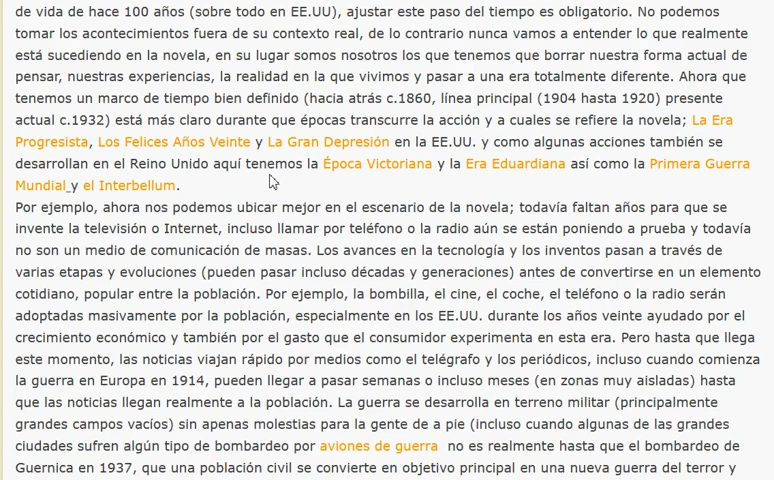 de vida de hace 100 años (sobre todo en EE.UU), ajustar este paso del tiempo es obligatorio. No podemos
tomar los acontecimientos fuera de su contexto real, de lo contrario nunca vamos a entender lo que realmente
está sucediendo en la novela, en su lugar somos nosotros los que tenemos que borrar nuestra forma actual de
pensar, nuestras experiencias, la realidad en la que vivimos y pasar a una era totalmente diferente. Ahora que
tenemos un marco de tiempo bien definido (hacia atrás c.1860, línea principal (1904 hasta 1920) presente
actual c.1932) está más claro durante que épocas transcurre la acción y a cuales se refiere la novela; La Era
Progresista, Los Felices Años Veinte y La Gran Depresión en la EE.UU. y como algunas acciones también se
desarrollan en el Reino Unido aquí tenemos la Época Victoriana y la Era Eduardiana así como la Primera Guerra
Mundial y el Interbellum.
Por ejemplo, ahora nos podemos ubicar mejor en el escenario de la novela; todavía faltan años para que se
invente la televisión o Internet, incluso llamar por teléfono o la radio aún se están poniendo a prueba y todavía
no son un medio de comunicación de masas. Los avances en la tecnología y los inventos pasan a través de
varias etapas y evoluciones (pueden pasar incluso décadas y generaciones) antes de convertirse en un elemento
cotidiano, popular entre la población. Por ejemplo, la bombilla, el cine, el coche, el teléfono o la radio serán
adoptadas masivamente por la población, especialmente en los EE.UU. durante los años veinte ayudado por el
crecimiento económico y también por el gasto que el consumidor experimenta en esta era. Pero hasta que llega
este momento, las noticias viajan rápido por medios como el telégrafo y los periódicos, incluso cuando comienza
la guerra en Europa en 1914, pueden llegar a pasar semanas o incluso meses (en zonas muy aisladas) hasta
que las noticias llegan realmente a la población. La guerra se desarrolla en terreno militar (principalmente
grandes campos vacíos) sin apenas molestias para la gente de a pie (incluso cuando algunas de las grandes
ciudades sufren algún tipo de bombardeo por aviones de guerra no es realmente hasta que el bombardeo de
Guernica en 1937, que una población civil se convierte en objetivo principal en una nueva guerra del terror y